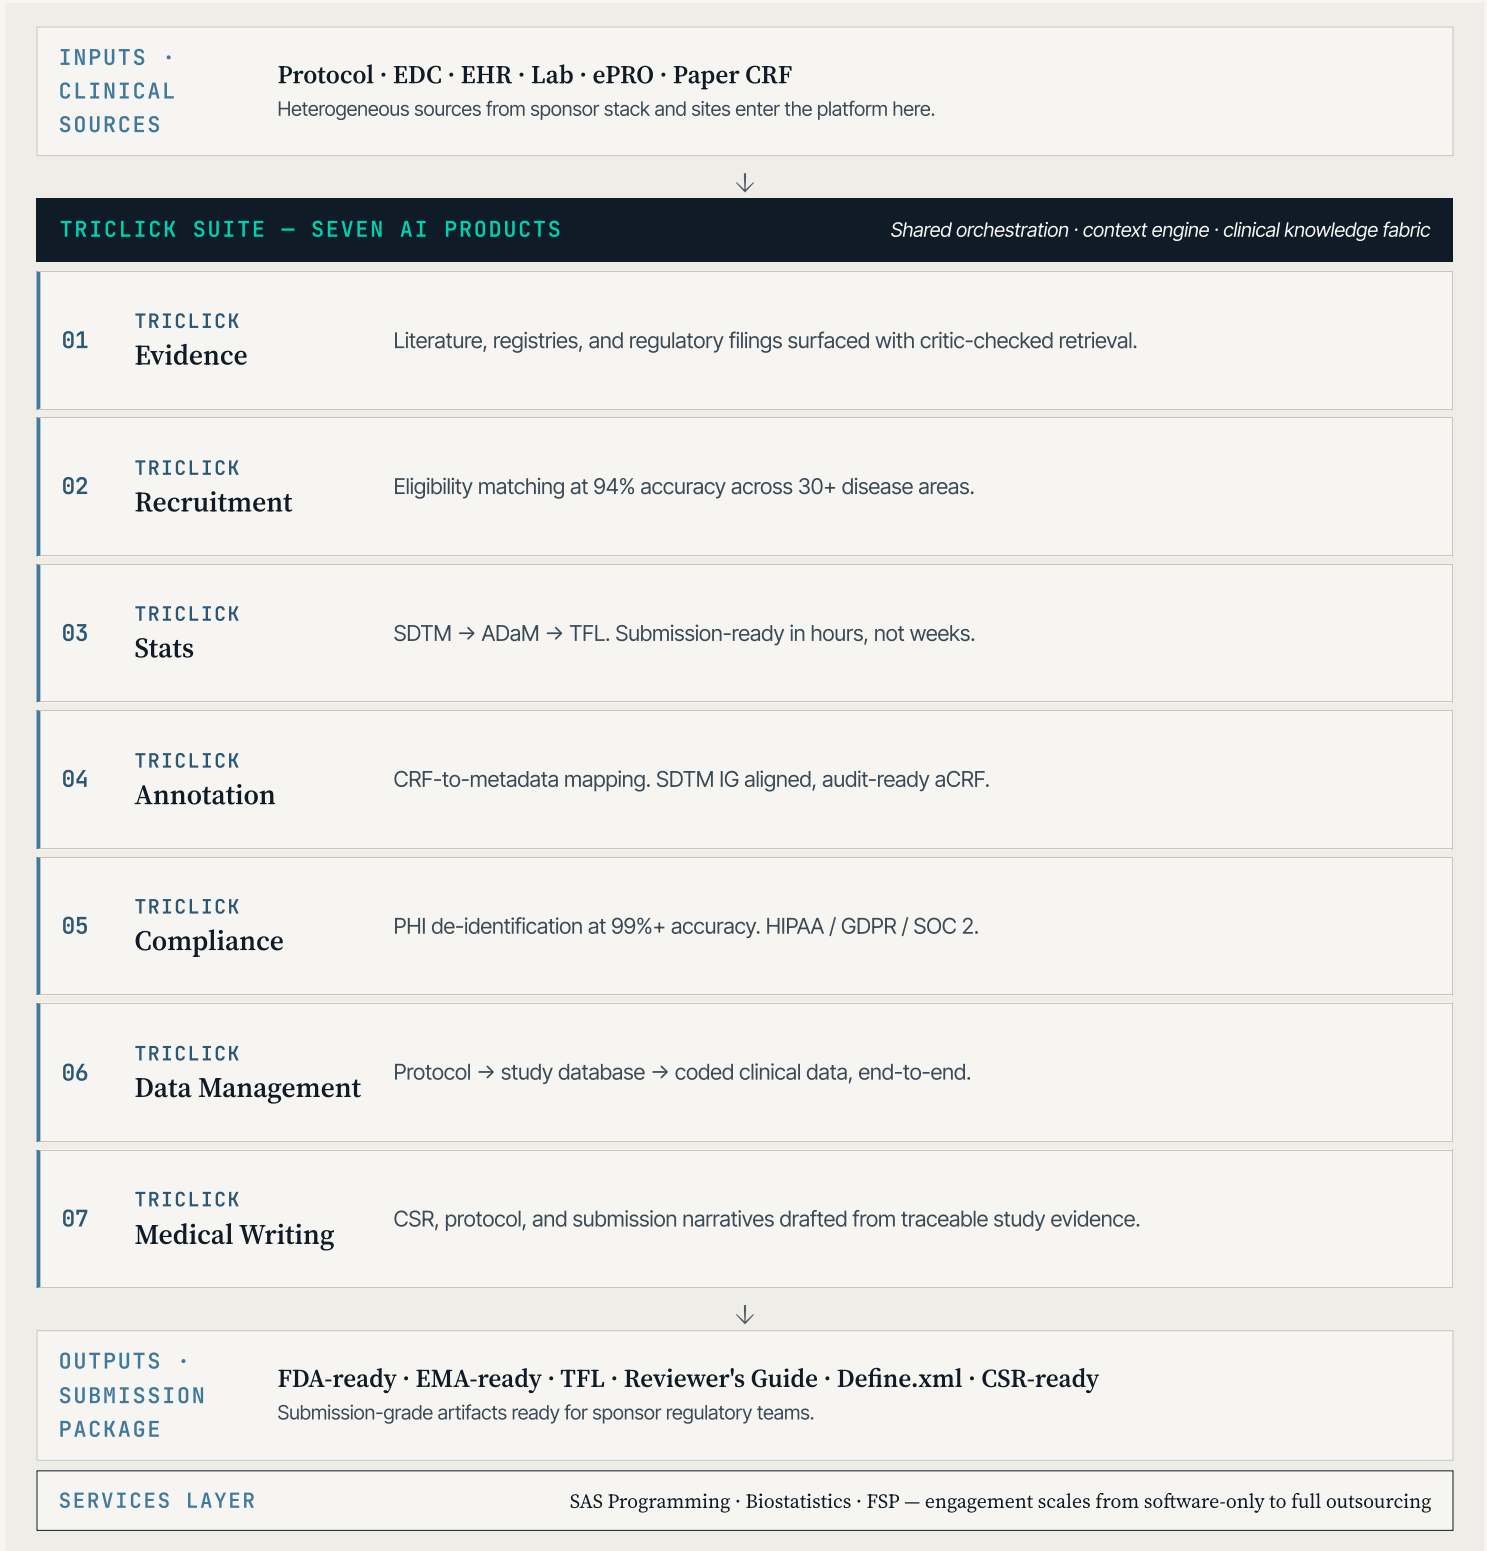 INPUTS ·
CLINICAL
SOURCES
Protocol · EDC · EHR · Lab · ePRO · Paper CRF
Heterogeneous sources from sponsor stack and sites enter the platform here.
↓
TRICLICK SUITE — SEVEN AI PRODUCTS
Shared orchestration · context engine · clinical knowledge fabric
01
TRICLICK
Evidence
Literature, registries, and regulatory filings surfaced with critic-checked retrieval.
02
TRICLICK
Recruitment
Eligibility matching at 94% accuracy across 30+ disease areas.
03
TRICLICK
Stats
SDTM → ADaM → TFL. Submission-ready in hours, not weeks.
04
TRICLICK
Annotation
CRF-to-metadata mapping. SDTM IG aligned, audit-ready aCRF.
05
TRICLICK
Compliance
PHI de-identification at 99%+ accuracy. HIPAA / GDPR / SOC 2.
06
TRICLICK
Data Management
Protocol → study database → coded clinical data, end-to-end.
07
TRICLICK
Medical Writing
CSR, protocol, and submission narratives drafted from traceable study evidence.
↓
OUTPUTS ·
SUBMISSION
PACKAGE
FDA-ready · EMA-ready · TFL · Reviewer's Guide · Define.xml · CSR-ready
Submission-grade artifacts ready for sponsor regulatory teams.
SERVICES LAYER
SAS Programming · Biostatistics · FSP — engagement scales from software-only to full outsourcing